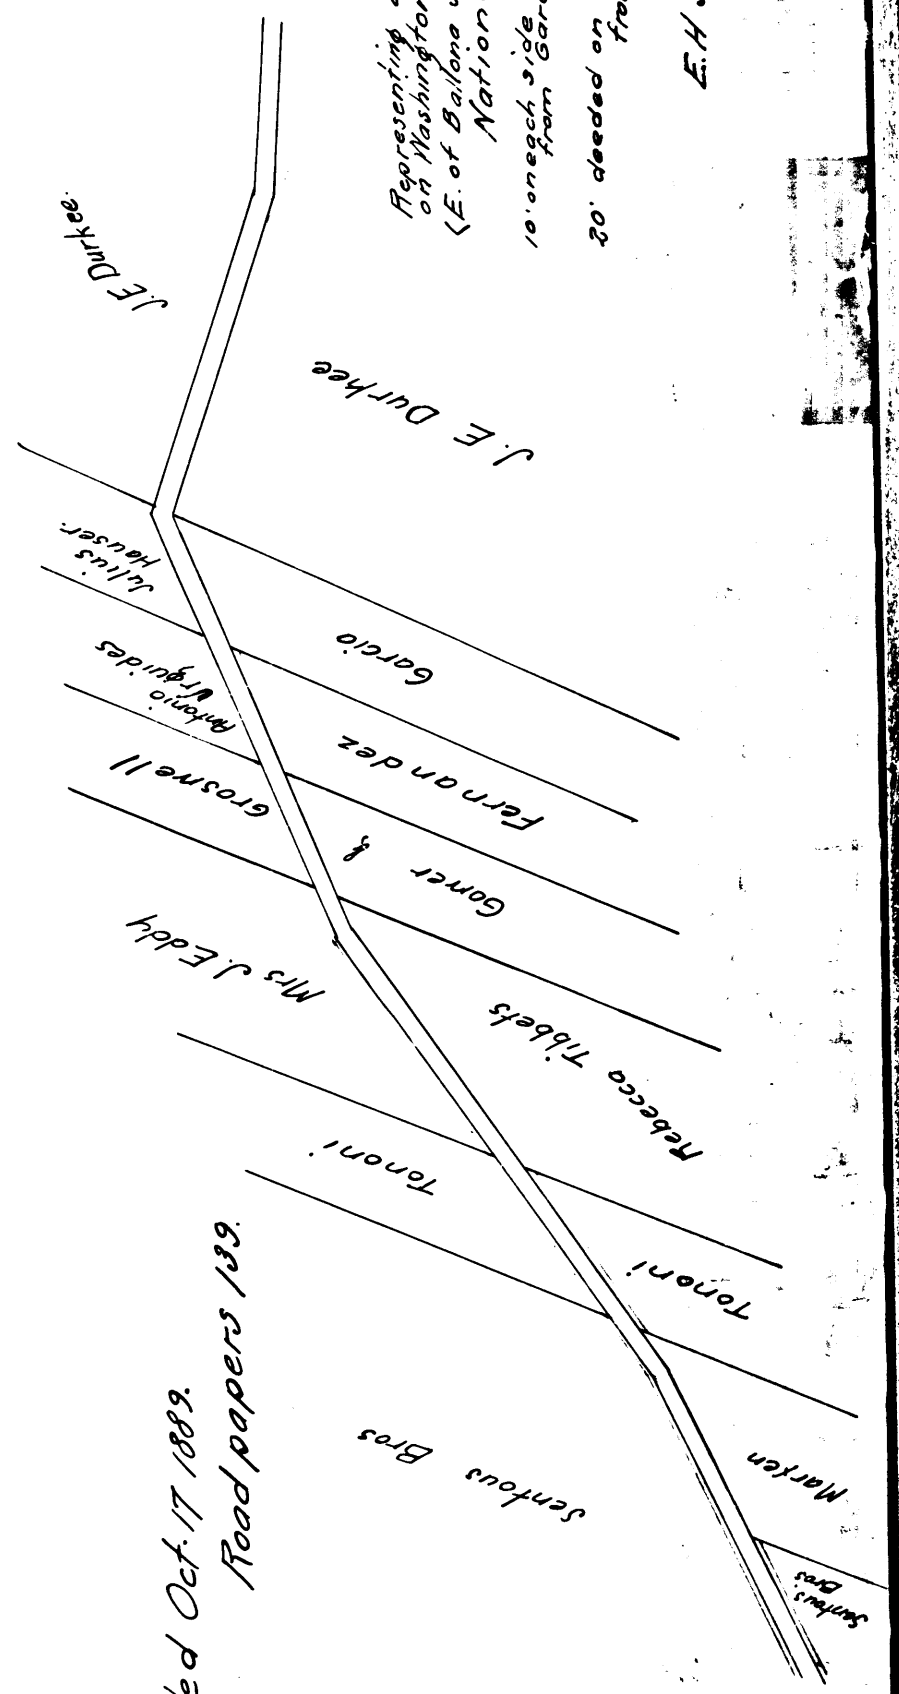 Representing
on Washington
(E. of Ballona
Nation
10' on each side
from Gar
20' deeded on
fro
E.H.
J.E Durkee.
J. E Durkee
Julius
Hauser.
Garcia
Antonio
Urquides
Fernandez
Grosnell
Gomer
Mrs J. Eddy
Rebecca Tibbets
Tononi
Tononi
Sentous Bros
Marxen
Sentous
Bros
ed Oct. 17 1889.
Road papers 139.